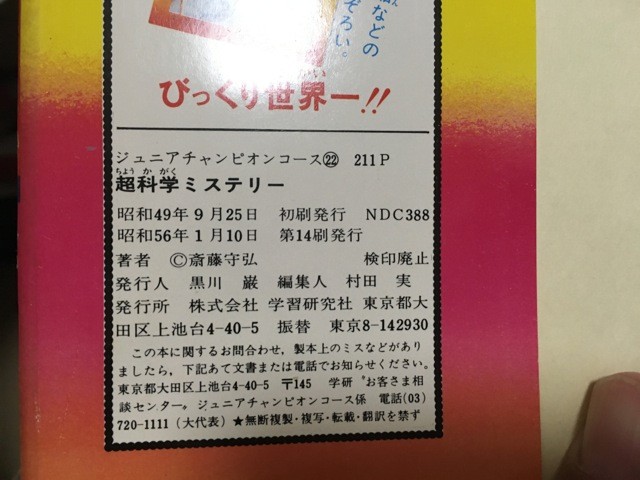 などの
ぞろい。
びっくり世界一!!
ジュニアチャンピオンコース㉒ 211P
ちょうかがく
超科学ミステリー
昭和49年9月25日 初刷発行 NDC388
昭和56年1月10日 第14刷発行
著者 ©斎藤守弘 検印廃止
発行人 黒川 巌 編集人 村田 実
発行所 株式会社 学習研究社 東京都大
田区上池台4-40-5 振替 東京8-142930
この本に関するお問合わせ,製本上のミスなどがあり
ましたら,下記あて文書または電話でお知らせください。
東京都大田区上池台4-40-5 〒145 学研〝お客さま相
談センター〟ジュニアチャンピオンコース係 電話(03)
720-1111(大代表)★無断複製・複写・転載・翻訳を禁ず